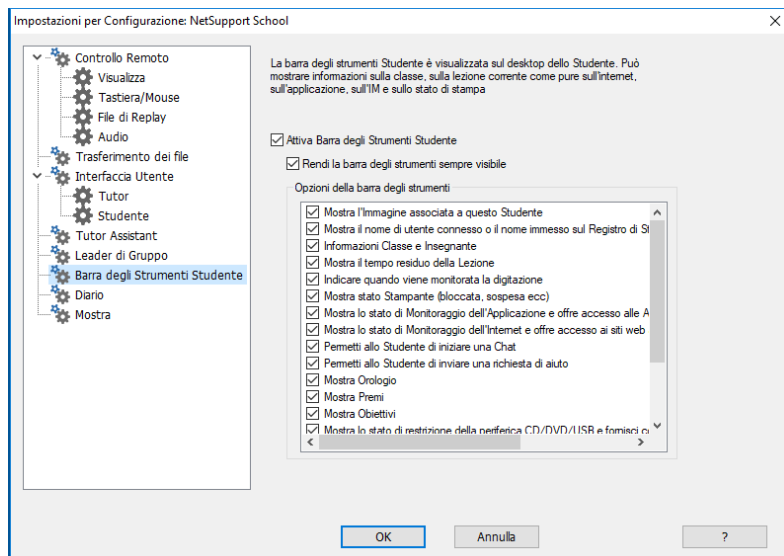 Impostazioni per Configurazione: NetSupport School
Controllo Remoto
Visualizza
Tastiera/Mouse
File di Replay
Audio
Trasferimento dei file
Interfaccia Utente
Tutor
Studente
Tutor Assistant
Leader di Gruppo
Barra degli Strumenti Studente
Diario
Mostra
La barra degli strumenti Studente è visualizzata sul desktop dello Studente. Può
mostrare informazioni sulla classe, sulla lezione corrente come pure sull'internet,
sull'applicazione, sull'IM e sullo stato di stampa
Attiva Barra degli Strumenti Studente
Rendi la barra degli strumenti sempre visibile
Opzioni della barra degli strumenti
Mostra l'Immagine associata a questo Studente
Mostra il nome di utente connesso o il nome immesso sul Registro di St
Informazioni Classe e Insegnante
Mostra il tempo residuo della Lezione
Indicare quando viene monitorata la digitazione
Mostra stato Stampante (bloccata, sospesa ecc)
Mostra lo stato di Monitoraggio dell'Applicazione e offre accesso alle A
Mostra lo stato di Monitoraggio dell'Internet e offre accesso ai siti web
Permetti allo Studente di iniziare una Chat
Permetti allo Studente di inviare una richiesta di aiuto
Mostra Orologio
Mostra Premi
Mostra Obiettivi
Mostra lo stato di restrizione della periferica CD/DVD/USB e fornisci
OK
Annulla
?